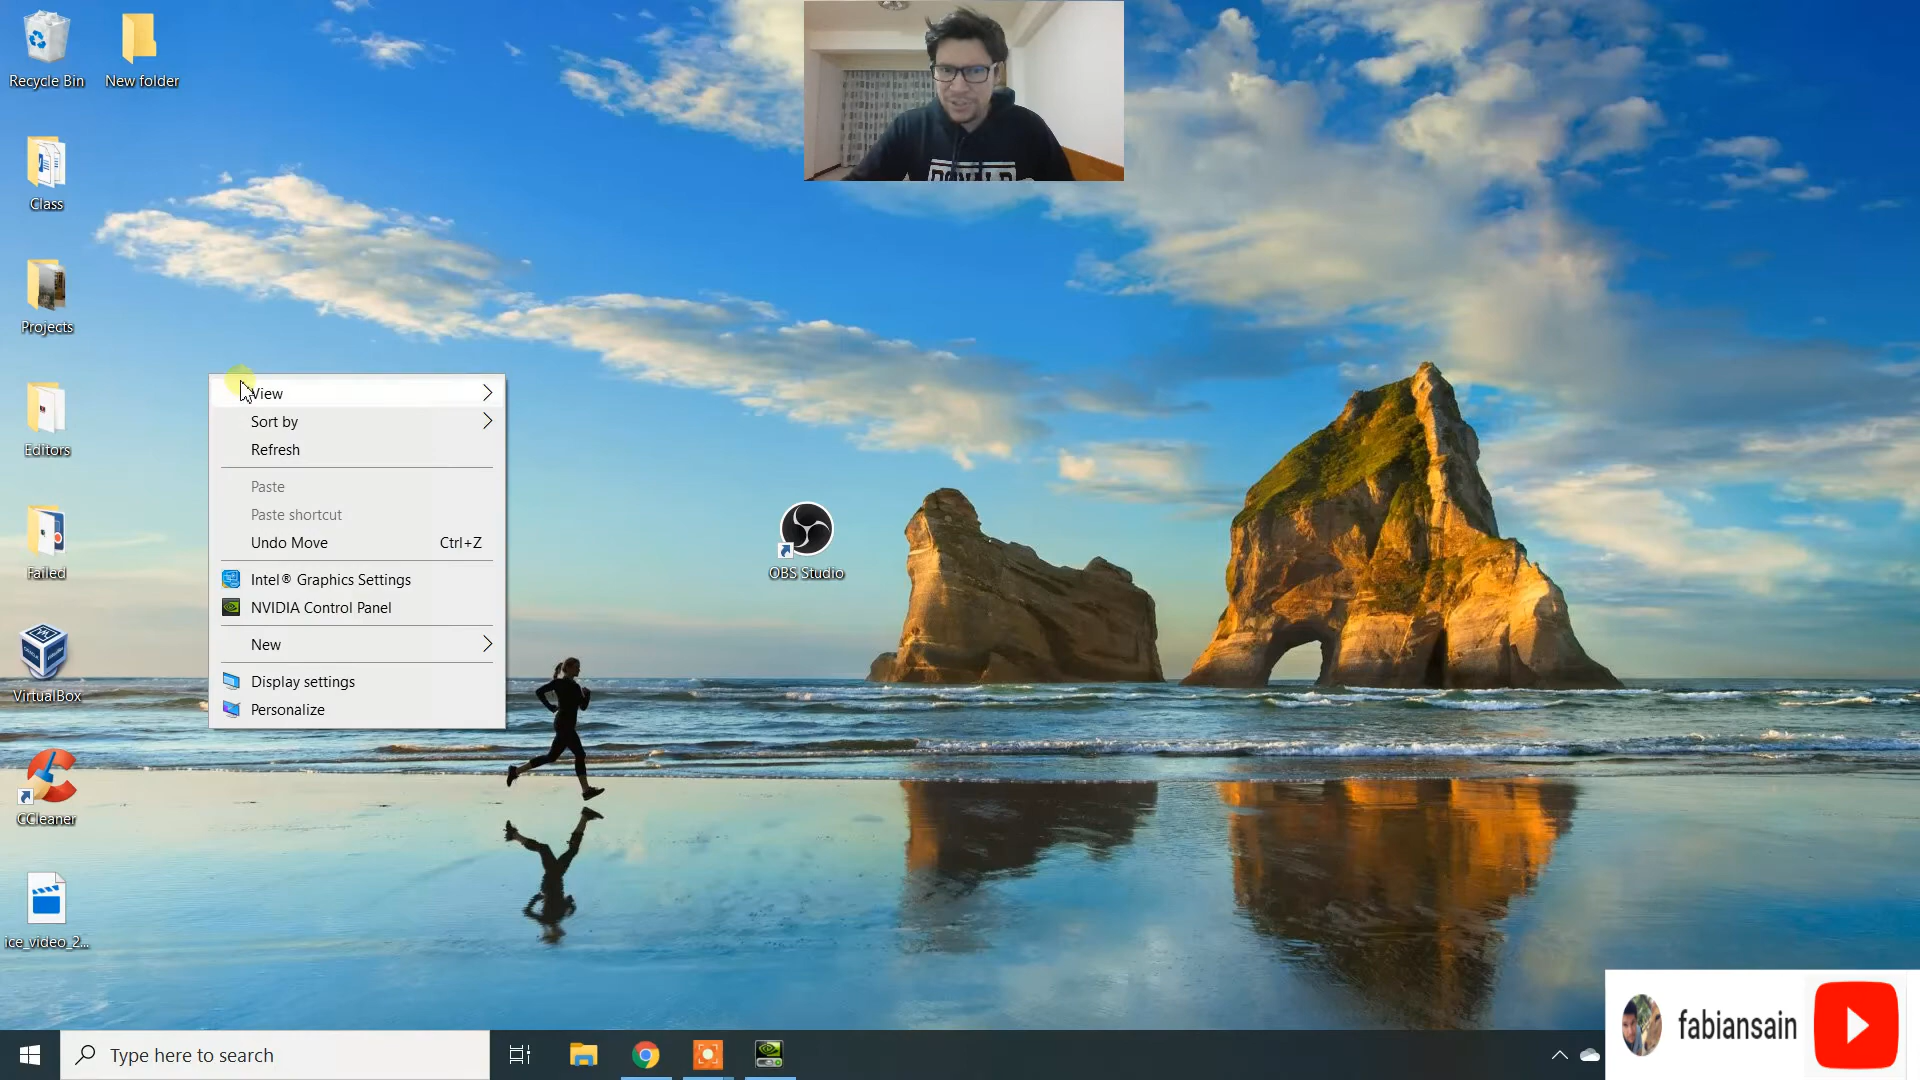 Recycle Bin
New folder
Class
Projects
Editors
Failed
VirtualBox
CCleaner
ice_video_2...
View
Sort by
Refresh
Paste
Paste shortcut
Undo Move Ctrl+Z
Intel® Graphics Settings
NVIDIA Control Panel
New
Display settings
Personalize
OBS Studio
Type here to search
fabiansain